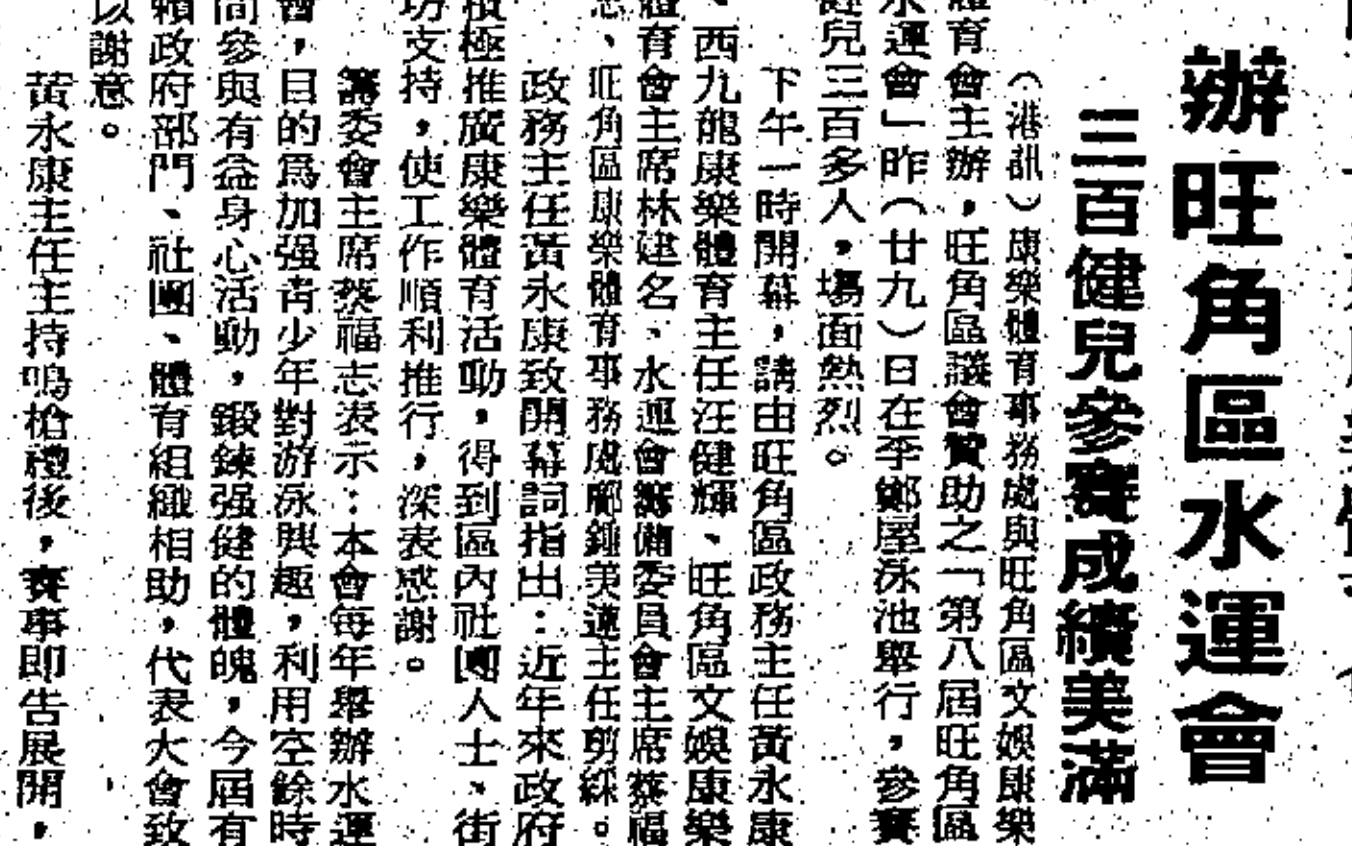 辦旺角區水運會
三百健兒參賽成績美滿
（港訊）康樂體育事務處與旺角區文娛康樂
體育會主辦，旺角區議會贊助之「第八屆旺角區
水運會」昨（廿九）日在李鄭屋泳池舉行，參賽
健兒三百多人，場面熱烈。
下午一時開幕，請由旺角區政務主任黃永康
、西九龍康樂體育主任汪健輝、旺角區文娛康樂
體育會主席林建名、水運會籌備委員會主席蔡福
志、旺角區康樂體育事務處鄺鍾美蓮主任剪綵。
政務主任黃永康致開幕詞指出：近年來政府
積極推廣康樂體育活動，得到區內社團人士、街
坊支持，使工作順利推行，深表感謝。
籌委會主席蔡福志表示：本會每年舉辦水運
會，目的爲加强青少年對游泳興趣，利用空餘時
間參與有益身心活動，鍛鍊强健的體魄，今屆有
賴政府部門、社團、體育組織相助，代表大會致
以謝意。
黃永康主任主持鳴槍禮後，賽事即告展開，